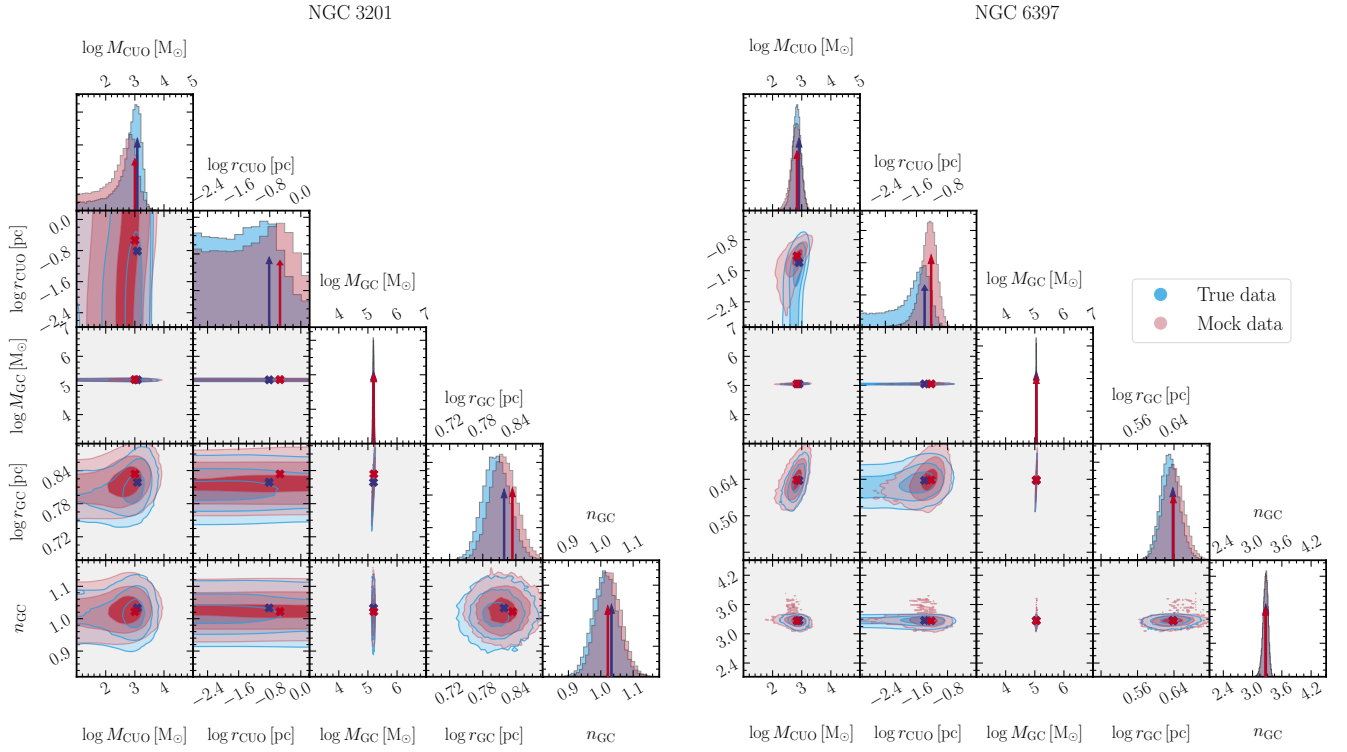 NGC 3201
NGC 6397
log M_CUO [M_⊙]
2 3 4 5
log r_CUO [pc]
−2.4 −1.6 −0.8 0.0
log M_GC [M_⊙]
4 5 6 7
log r_GC [pc]
0.72 0.78 0.84
n_GC
0.9 1.0 1.1
log r_CUO [pc]
0.0
−0.8
−1.6
−2.4
log M_GC [M_⊙]
7
6
5
4
log r_GC [pc]
0.84
0.78
0.72
n_GC
1.1
1.0
0.9
2 3 4
−2.4 −1.6 −0.8 0.0
4 5 6
0.72 0.78 0.84
0.9 1.0 1.1
log M_CUO [M_⊙]
log r_CUO [pc]
log M_GC [M_⊙]
log r_GC [pc]
n_GC
log M_CUO [M_⊙]
2 3 4 5
log r_CUO [pc]
−2.4 −1.6 −0.8
log M_GC [M_⊙]
4 5 6 7
log r_GC [pc]
0.56 0.64
n_GC
2.4 3.0 3.6 4.2
−0.8
−1.6
−2.4
7
6
5
4
0.64
0.56
4.2
3.6
3.0
2.4
2 3 4
−2.4 −1.6 −0.8
4 5 6
0.56 0.64
2.4 3.0 3.6 4.2
log M_CUO [M_⊙]
log r_CUO [pc]
log M_GC [M_⊙]
log r_GC [pc]
n_GC
True data
Mock data